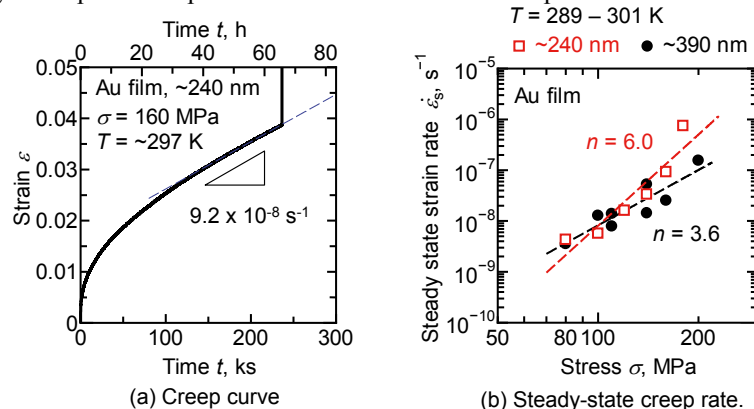 Time t, h
0 20 40 60 80
0.05
0.04
0.03
0.02
0.01
0
Strain ε
Au film, ~240 nm
σ = 160 MPa
T = ~297 K
9.2 x 10⁻⁸ s⁻¹
0 100 200 300
Time t, ks
(a) Creep curve
T = 289 – 301 K
~240 nm ~390 nm
10⁻⁵
10⁻⁶
10⁻⁷
10⁻⁸
10⁻⁹
10⁻¹⁰
Steady state strain rate ε̇ₛ, s⁻¹
Au film
n = 6.0
n = 3.6
50 80 100 200
Stress σ, MPa
(b) Steady-state creep rate.